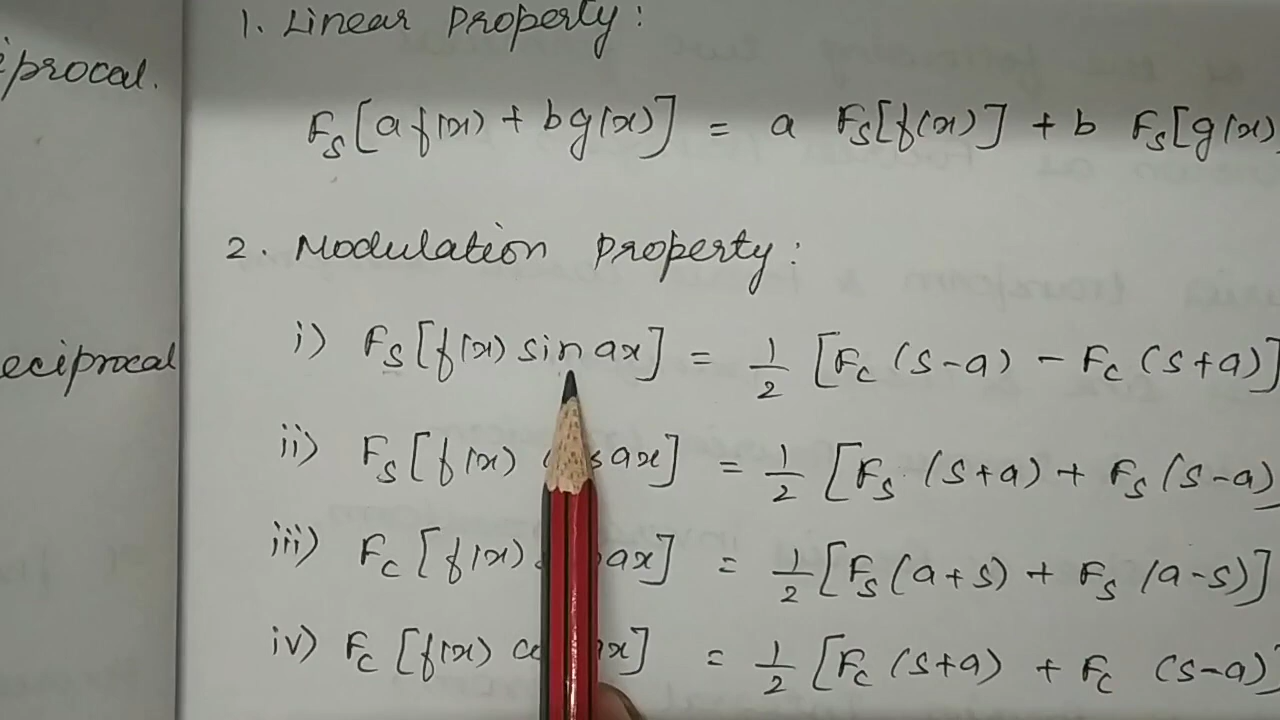 1. Linear Property:
procal.
Fs[a f(x) + bg(x)] = a Fs[f(x)] + b Fs[g(x)
2. Modulation Property:
i) Fs[f(x) sin ax] = 1/2 [Fc (s-a) - Fc (s+a)]
eciprocal
ii) Fs[f(x) sax] = 1/2 [Fs (s+a) + Fs (s-a)
iii) Fc [f(x) ax] = 1/2 [Fs (a+s) + Fs (a-s)]
iv) Fc [f(x) x] = 1/2 [Fc (s+a) + Fc (s-a)